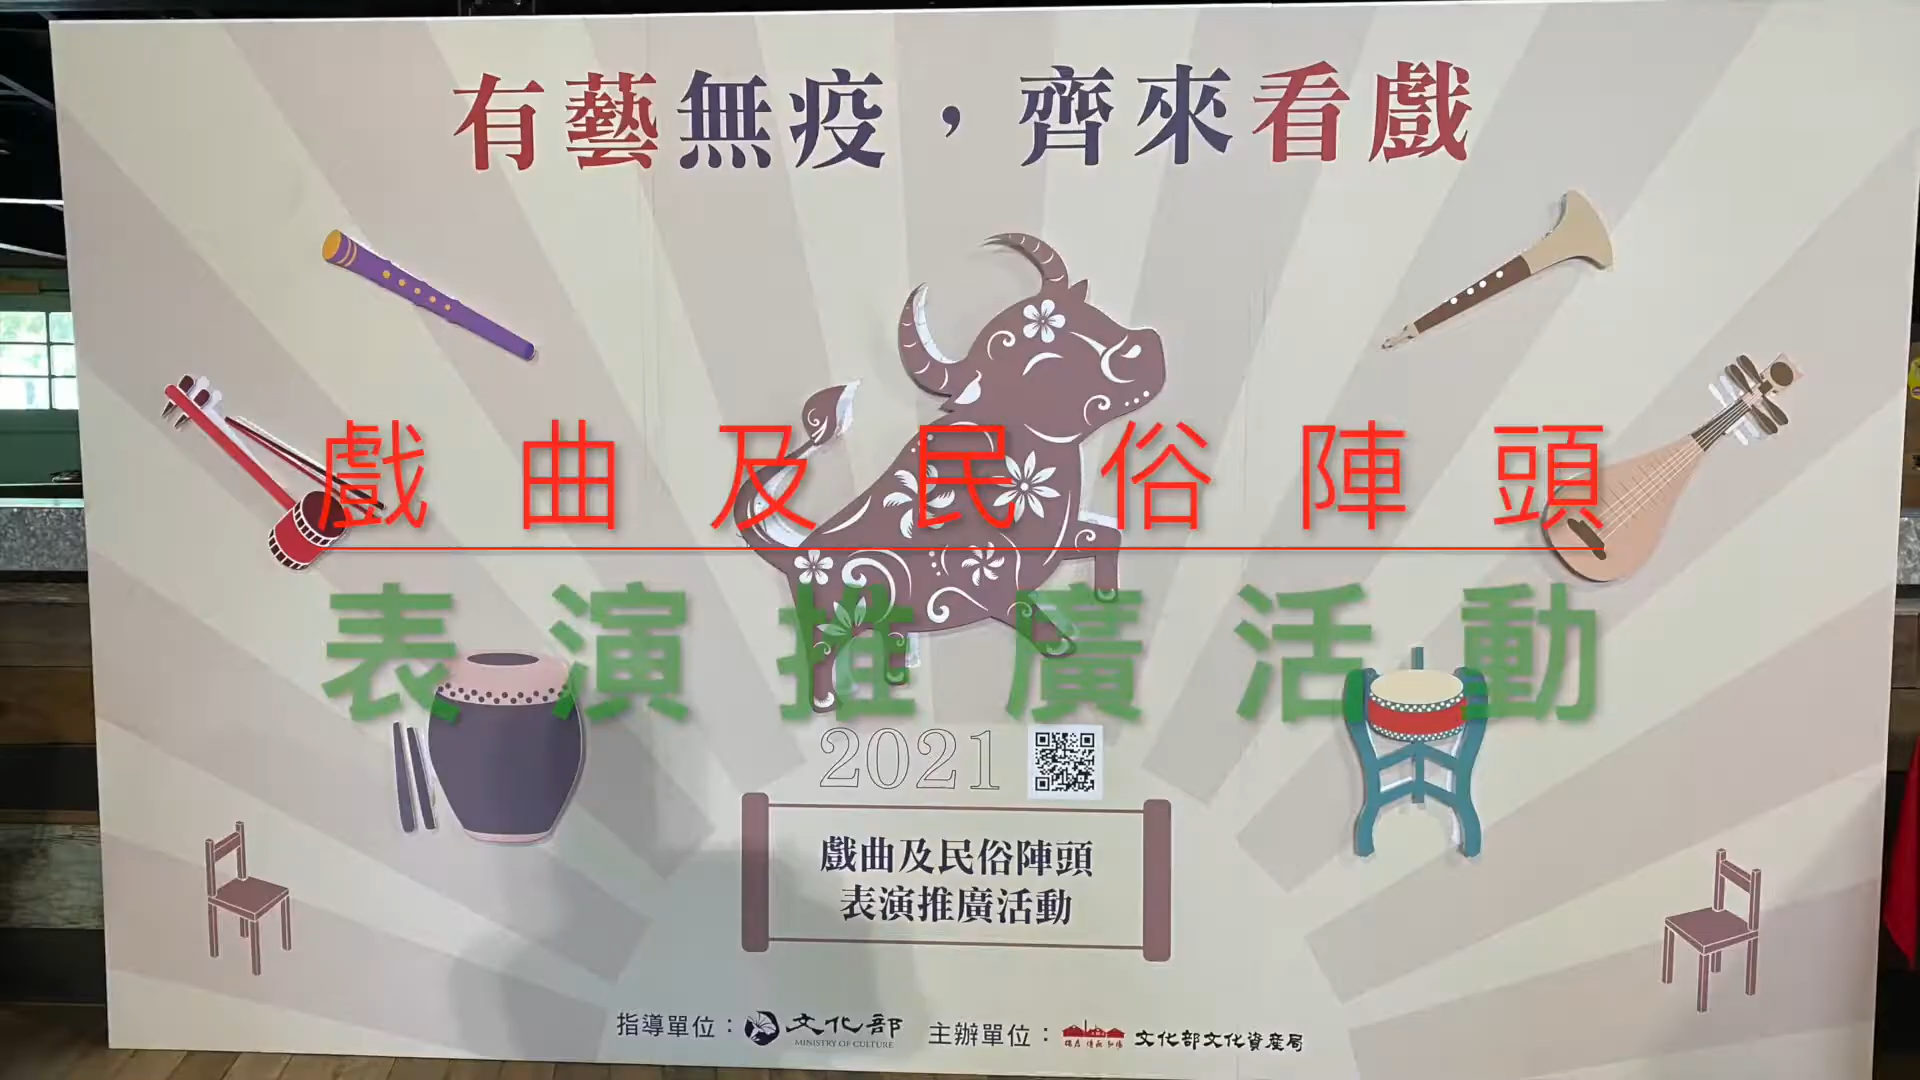 有藝無疫，齊來看戲
戲曲及民俗陣頭
表演推廣活動
2021
戲曲及民俗陣頭
表演推廣活動
指導單位：文化部 MINISTRY OF CULTURE 主辦單位：文化部文化資產局